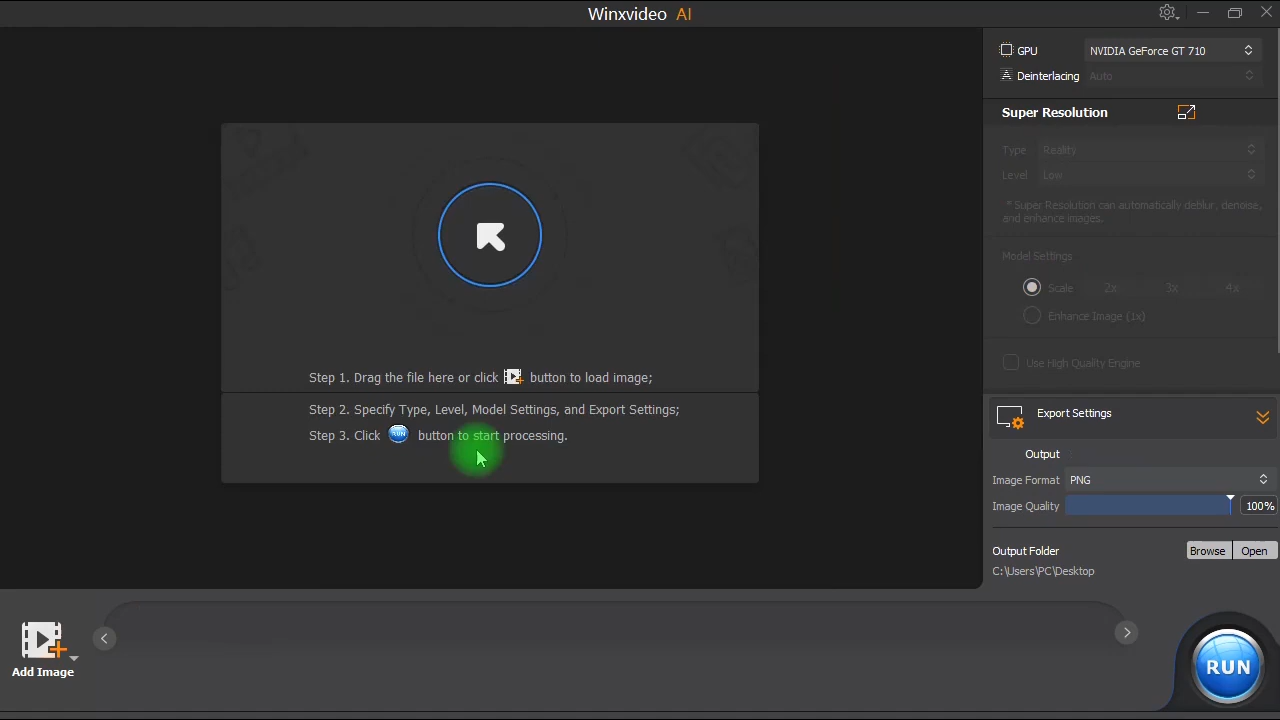 Winxvideo AI
GPU NVIDIA GeForce GT 710
Deinterlacing Auto
Super Resolution
Type Reality
Level Low
* Super Resolution can automatically deblur, denoise,
and enhance images.
Model Settings
Scale 2x 3x 4x
Enhance Image (1x)
Use High Quality Engine
Step 1. Drag the file here or click button to load image;
Step 2. Specify Type, Level, Model Settings, and Export Settings;
Step 3. Click RUN button to start processing.
Export Settings
Output
Image Format PNG
Image Quality 100%
Output Folder Browse Open
C:\Users\PC\Desktop
Add Image
RUN